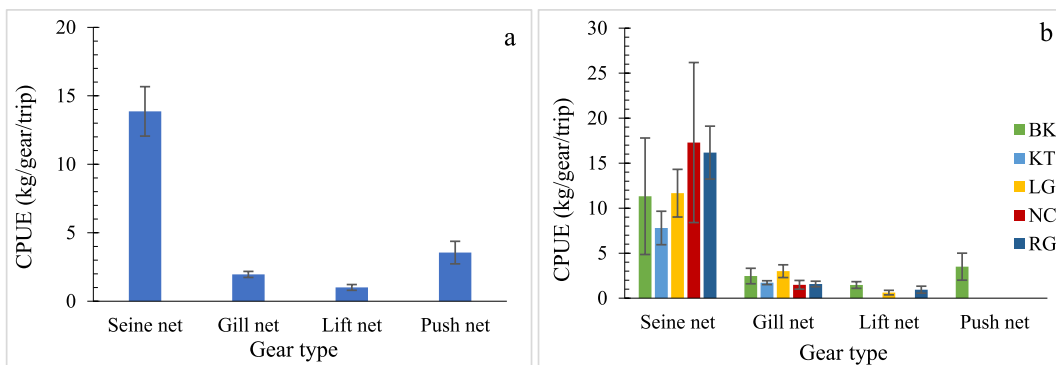 a
CPUE (kg/gear/trip)
20
15
10
5
0
Seine net Gill net Lift net Push net
Gear type
b
CPUE (kg/gear/trip)
30
25
20
15
10
5
0
Seine net Gill net Lift net Push net
Gear type
BK
KT
LG
NC
RG